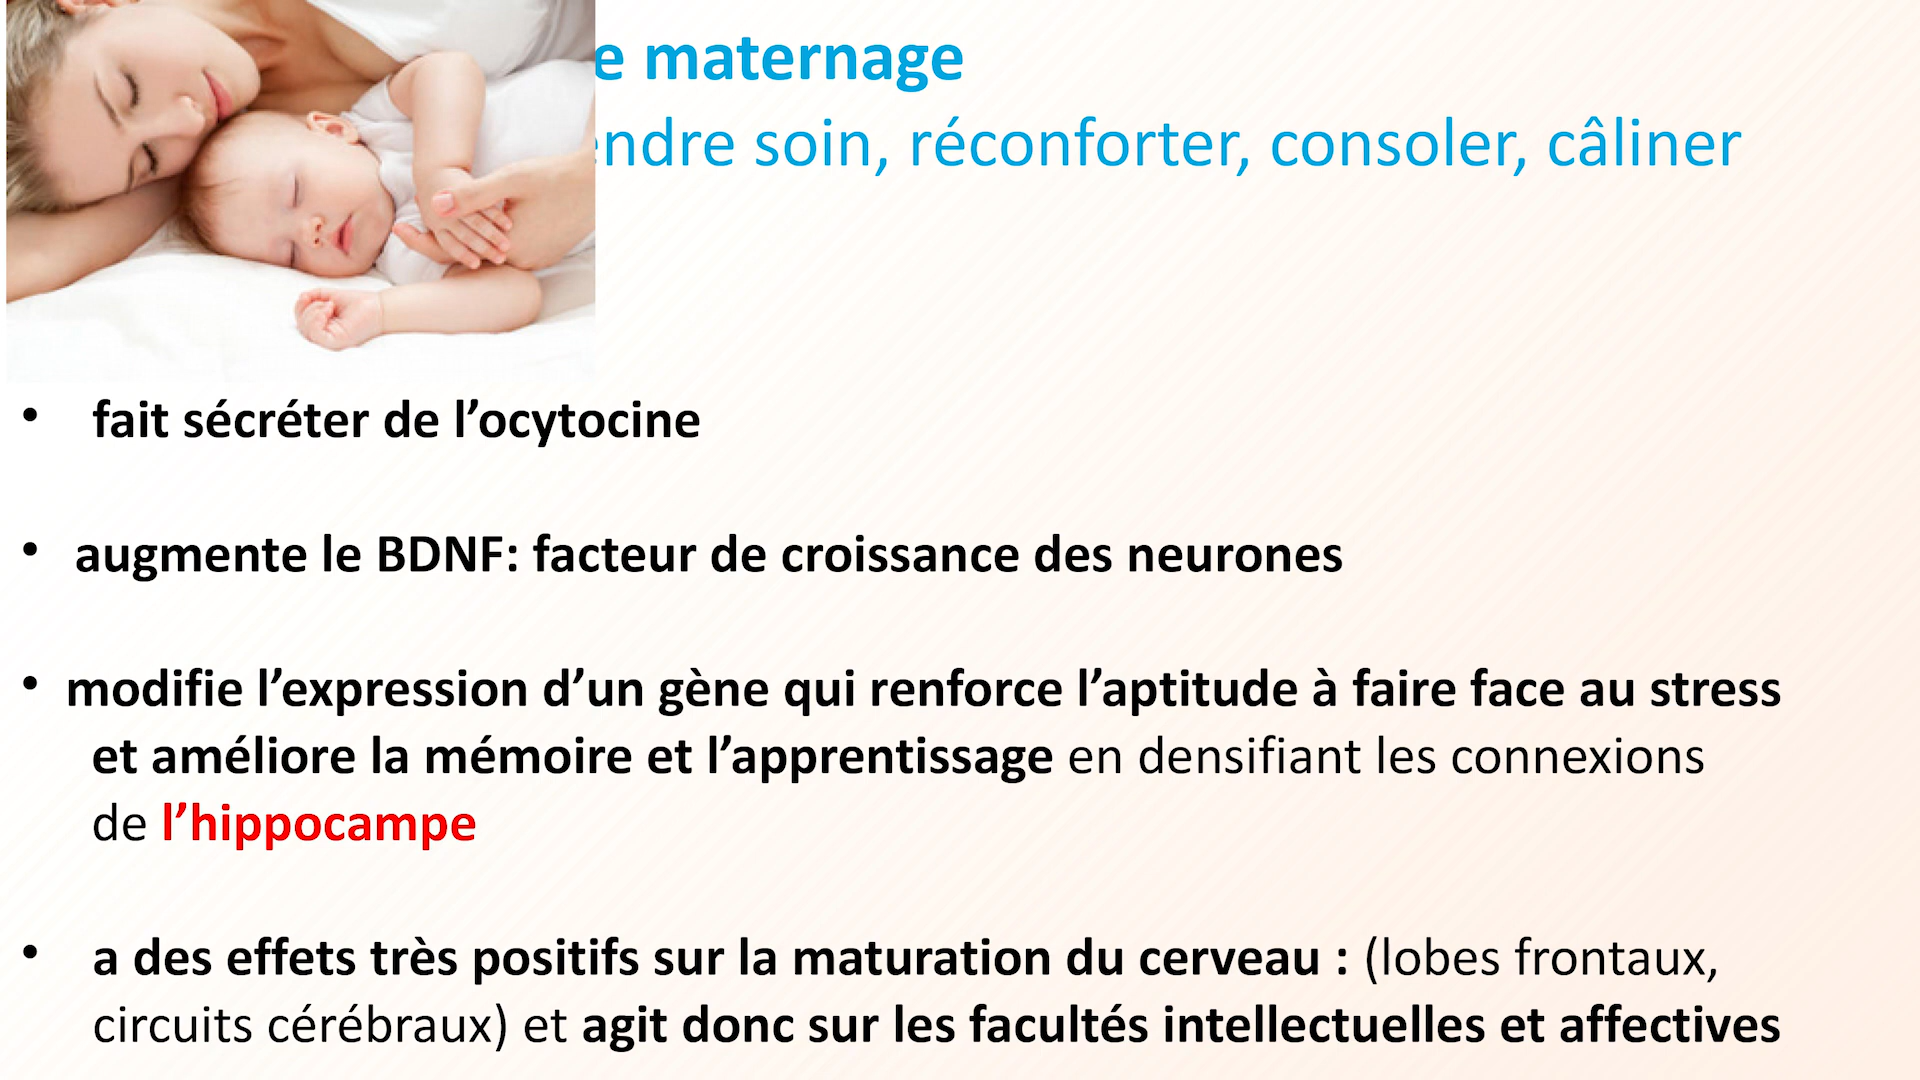 e maternage
endre soin, réconforter, consoler, câliner
• fait sécréter de l’ocytocine
• augmente le BDNF: facteur de croissance des neurones
• modifie l’expression d’un gène qui renforce l’aptitude à faire face au stress
et améliore la mémoire et l’apprentissage en densifiant les connexions
de l’hippocampe
• a des effets très positifs sur la maturation du cerveau : (lobes frontaux,
circuits cérébraux) et agit donc sur les facultés intellectuelles et affectives